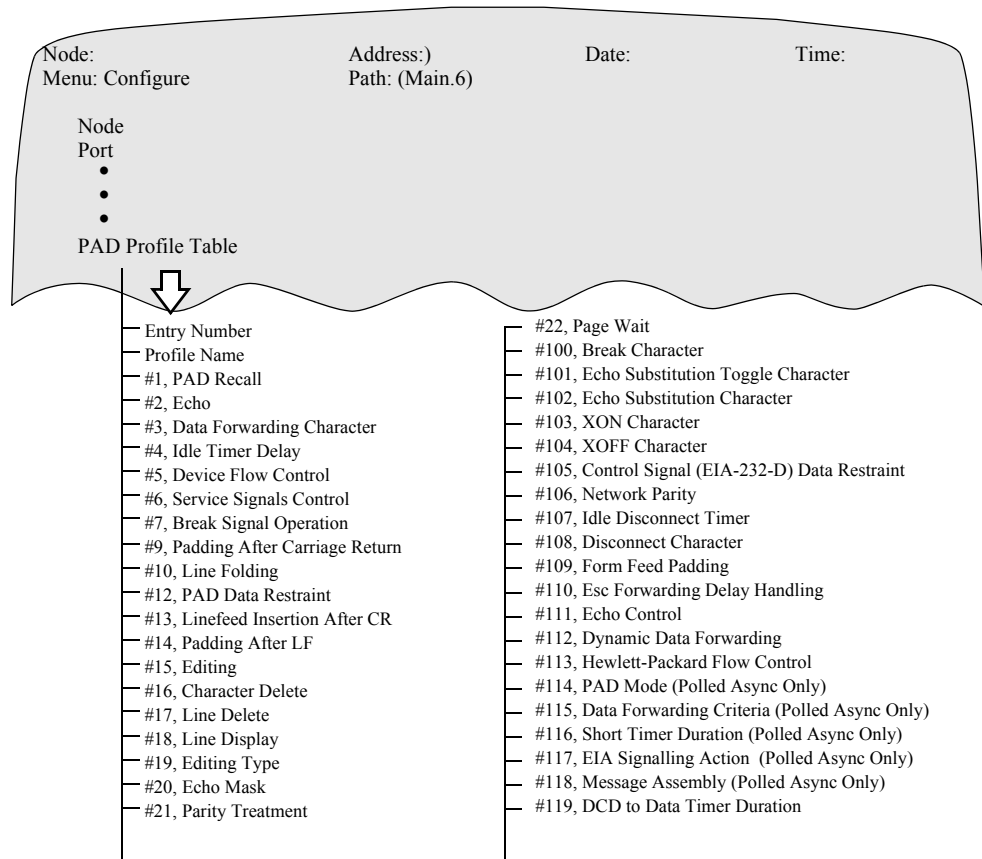 Node: Address:) Date: Time:
Menu: Configure Path: (Main.6)
Node
Port
•
•
•
PAD Profile Table
Entry Number
Profile Name
#1, PAD Recall
#2, Echo
#3, Data Forwarding Character
#4, Idle Timer Delay
#5, Device Flow Control
#6, Service Signals Control
#7, Break Signal Operation
#9, Padding After Carriage Return
#10, Line Folding
#12, PAD Data Restraint
#13, Linefeed Insertion After CR
#14, Padding After LF
#15, Editing
#16, Character Delete
#17, Line Delete
#18, Line Display
#19, Editing Type
#20, Echo Mask
#21, Parity Treatment
#22, Page Wait
#100, Break Character
#101, Echo Substitution Toggle Character
#102, Echo Substitution Character
#103, XON Character
#104, XOFF Character
#105, Control Signal (EIA-232-D) Data Restraint
#106, Network Parity
#107, Idle Disconnect Timer
#108, Disconnect Character
#109, Form Feed Padding
#110, Esc Forwarding Delay Handling
#111, Echo Control
#112, Dynamic Data Forwarding
#113, Hewlett-Packard Flow Control
#114, PAD Mode (Polled Async Only)
#115, Data Forwarding Criteria (Polled Async Only)
#116, Short Timer Duration (Polled Async Only)
#117, EIA Signalling Action (Polled Async Only)
#118, Message Assembly (Polled Async Only)
#119, DCD to Data Timer Duration